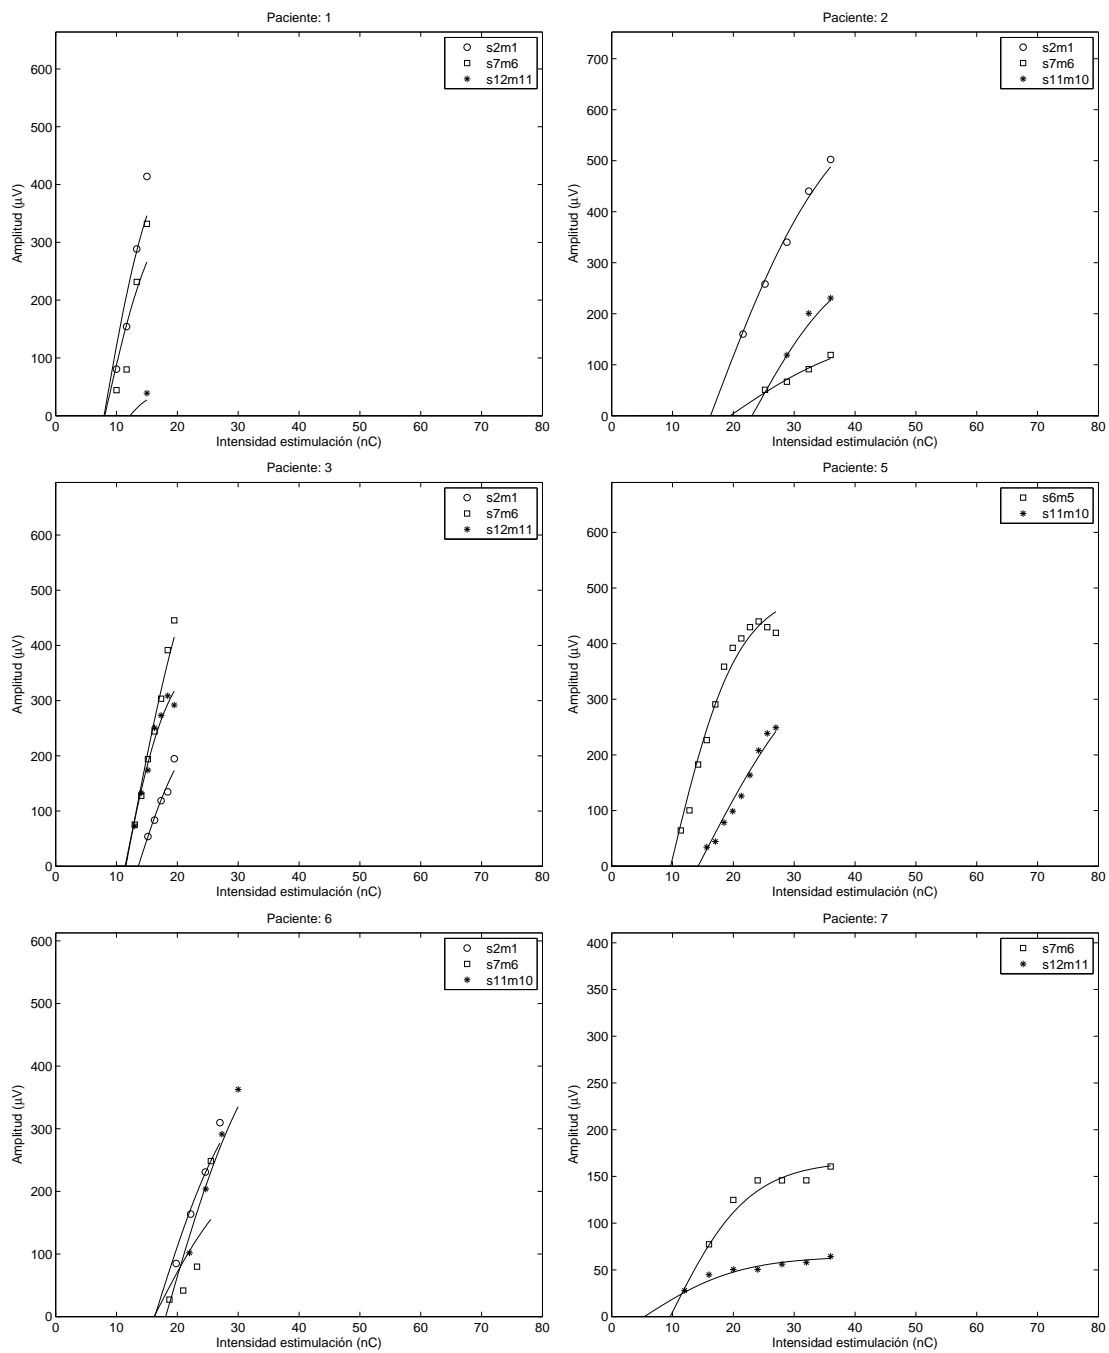 Paciente: 1
s2m1
s7m6
s12m11
600
500
400
300
200
100
0
0 10 20 30 40 50 60 70 80
Amplitud (µV)
Intensidad estimulación (nC)
Paciente: 2
s2m1
s7m6
s11m10
700
600
500
400
300
200
100
0
0 10 20 30 40 50 60 70 80
Amplitud (µV)
Intensidad estimulación (nC)
Paciente: 3
s2m1
s7m6
s12m11
600
500
400
300
200
100
0
0 10 20 30 40 50 60 70 80
Amplitud (µV)
Intensidad estimulación (nC)
Paciente: 5
s6m5
s11m10
600
500
400
300
200
100
0
0 10 20 30 40 50 60 70 80
Amplitud (µV)
Intensidad estimulación (nC)
Paciente: 6
s2m1
s7m6
s11m10
600
500
400
300
200
100
0
0 10 20 30 40 50 60 70 80
Amplitud (µV)
Intensidad estimulación (nC)
Paciente: 7
s7m6
s12m11
400
350
300
250
200
150
100
50
0
0 10 20 30 40 50 60 70 80
Amplitud (µV)
Intensidad estimulación (nC)